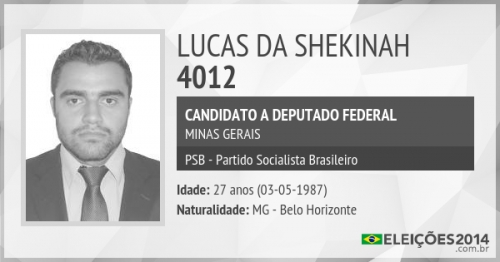 LUCAS DA SHEKINAH
4012
CANDIDATO A DEPUTADO FEDERAL
MINAS GERAIS
PSB - Partido Socialista Brasileiro
Idade: 27 anos (03-05-1987)
Naturalidade: MG - Belo Horizonte
ELEIÇÕES2014
.com.br